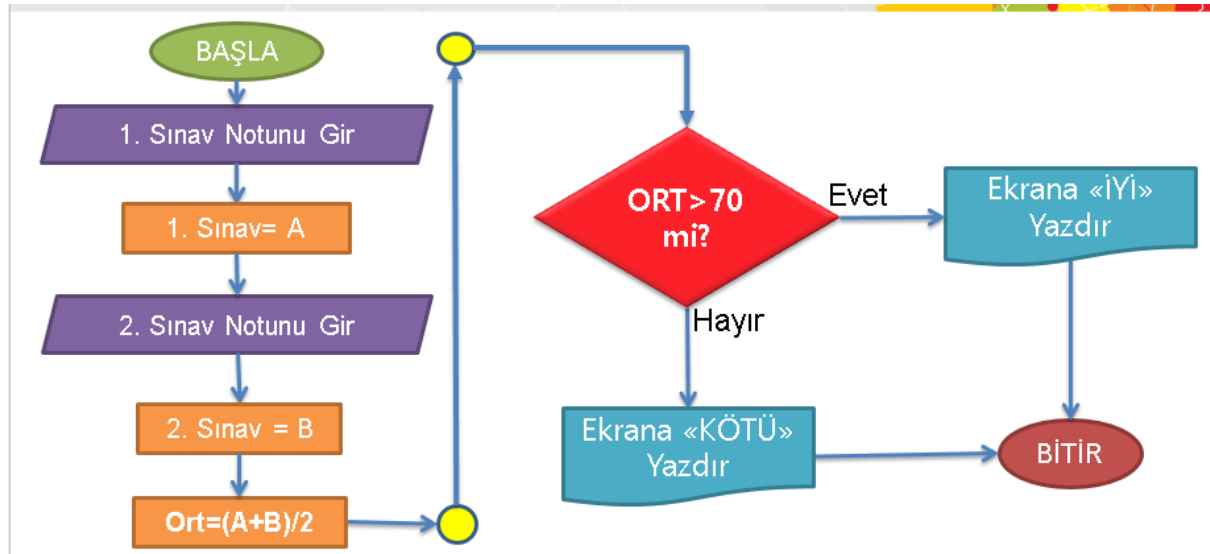 BAŞLA
1. Sınav Notunu Gir
1. Sınav= A
2. Sınav Notunu Gir
2. Sınav = B
Ort=(A+B)/2
ORT>70
mi?
Evet
Ekrana «İYİ»
Yazdır
Hayır
Ekrana «KÖTÜ»
Yazdır
BİTİR